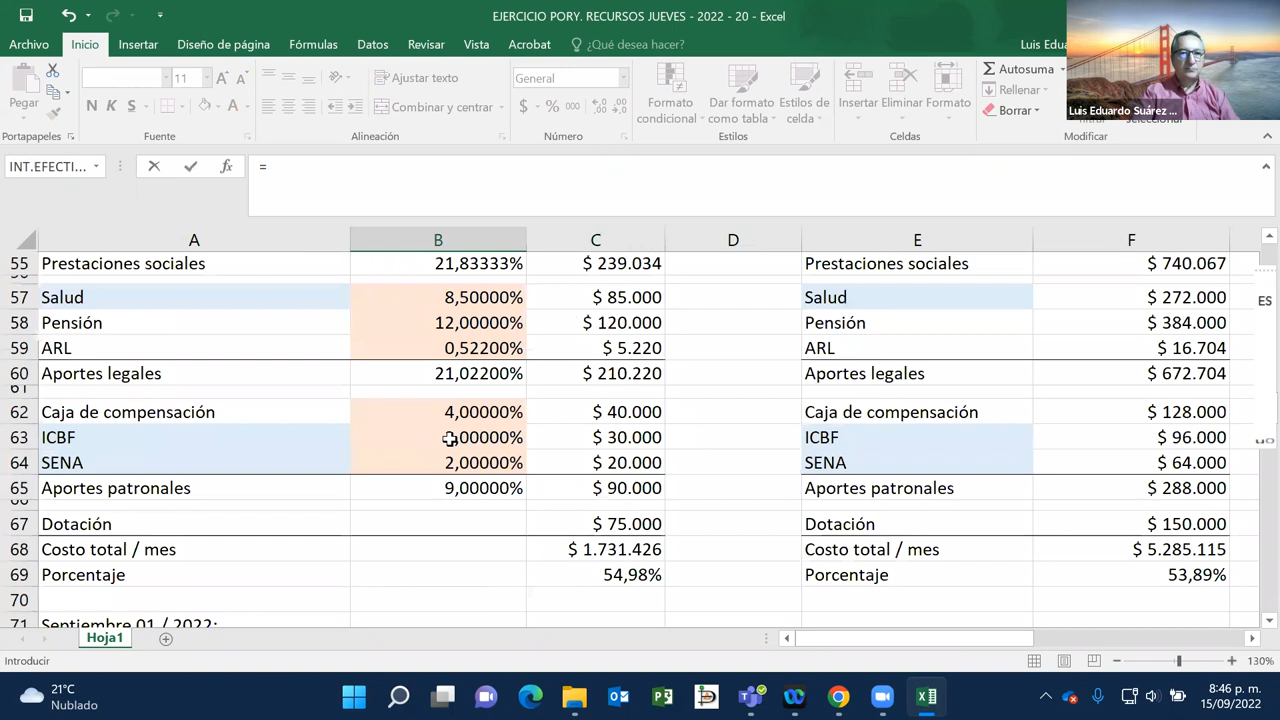 EJERCICIO PORY. RECURSOS JUEVES - 2022 - 20 - Excel
Archivo Inicio Insertar Diseño de página Fórmulas Datos Revisar Vista Acrobat ¿Qué desea hacer? Luis Edu
Luis Eduardo Suárez ...
Pegar
11 A A
N K S A
Ajustar texto
Combinar y centrar
General
$ % 000
Formato condicional
Dar formato como tabla
Estilos de celda
Insertar Eliminar Formato
Autosuma
Rellenar
Borrar
Portapapeles Fuente Alineación Número Estilos Celdas Modificar
INT.EFECTI... fx =
A B C D E F
55 Prestaciones sociales 21,83333% $ 239.034 Prestaciones sociales $ 740.067
57 Salud 8,50000% $ 85.000 Salud $ 272.000
58 Pensión 12,00000% $ 120.000 Pensión $ 384.000
59 ARL 0,52200% $ 5.220 ARL $ 16.704
60 Aportes legales 21,02200% $ 210.220 Aportes legales $ 672.704
61
62 Caja de compensación 4,00000% $ 40.000 Caja de compensación $ 128.000
63 ICBF ,00000% $ 30.000 ICBF $ 96.000
64 SENA 2,00000% $ 20.000 SENA $ 64.000
65 Aportes patronales 9,00000% $ 90.000 Aportes patronales $ 288.000
67 Dotación $ 75.000 Dotación $ 150.000
68 Costo total / mes $ 1.731.426 Costo total / mes $ 5.285.115
69 Porcentaje 54,98% Porcentaje 53,89%
70
71 Septiembre 01 / 2022:
ES
Hoja1
Introducir 130%
21°C
Nublado
8:46 p. m.
15/09/2022